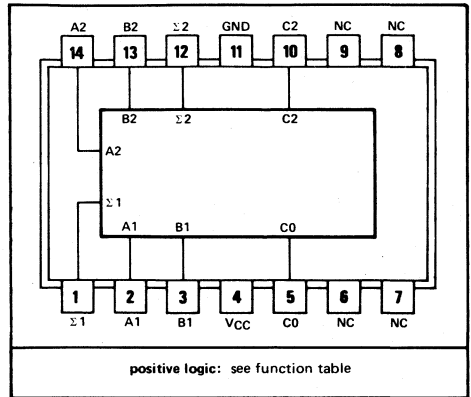 A2 B2 Σ2 GND C2 NC NC
14 13 12 11 10 9 8
B2 Σ2 C2
A2
Σ1
A1 B1 C0
1 2 3 4 5 6 7
Σ1 A1 B1 VCC C0 NC NC
positive logic: see function table